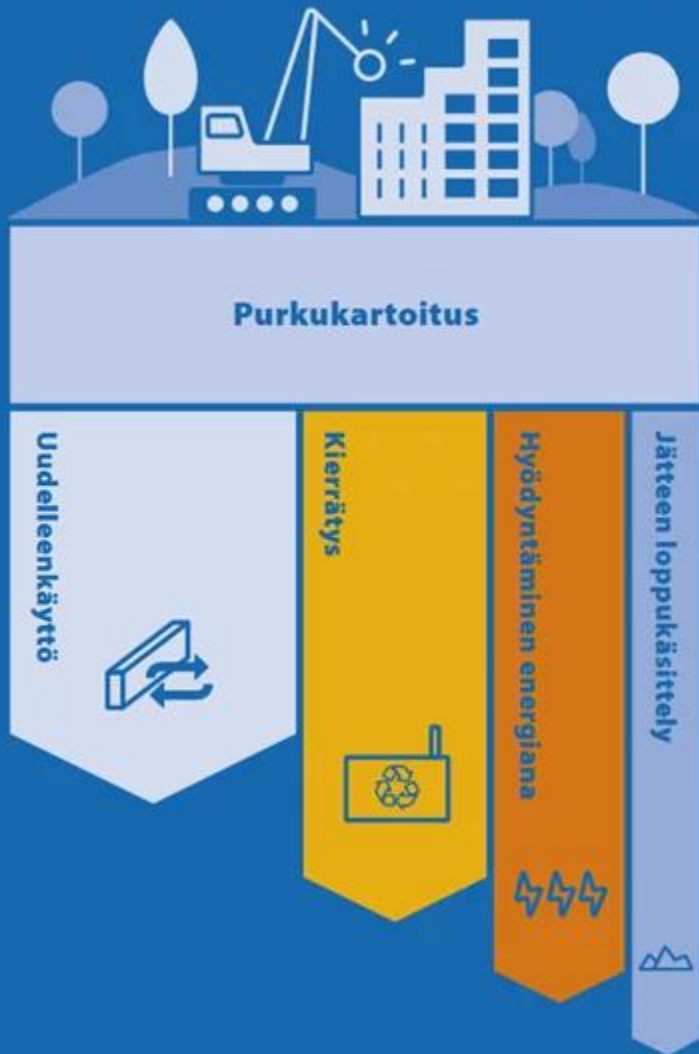 Purkukartoitus
Uudelleenkäyttö
Kierrätys
Hyödyntäminen energiana
Jätteen loppukäsittely